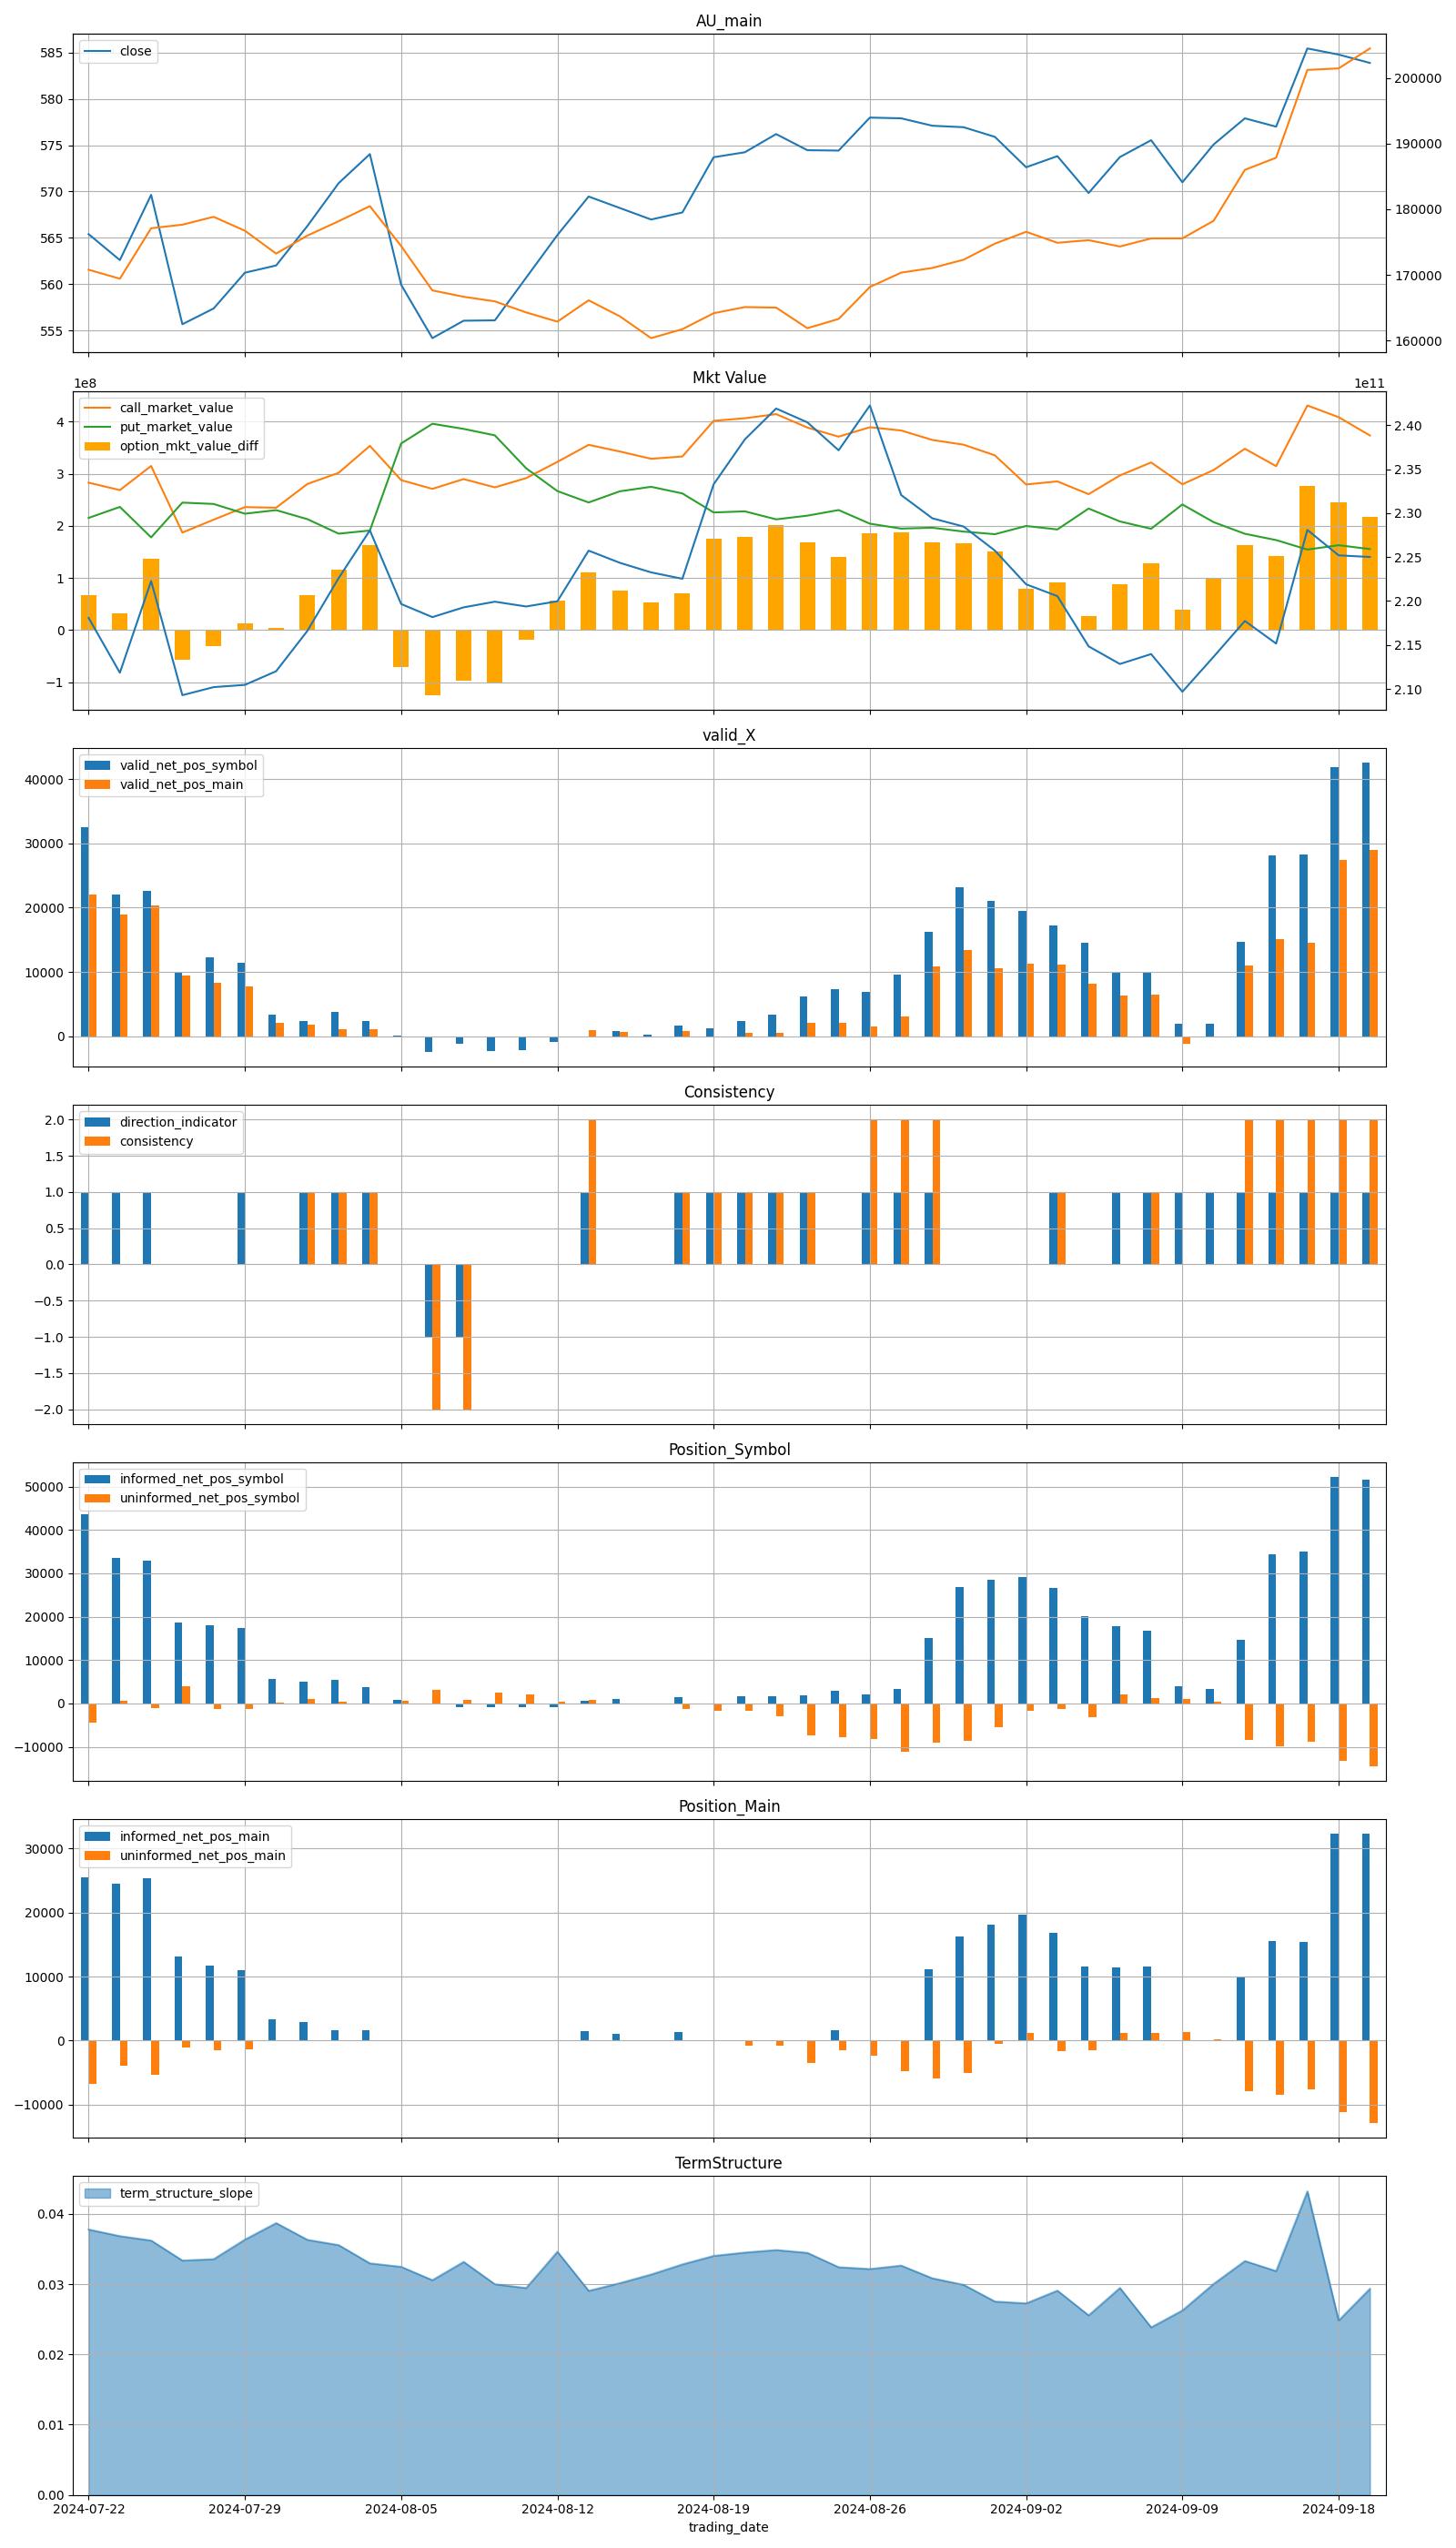 AU_main
close
585
580
575
570
565
560
555
200000
190000
180000
170000
160000
Mkt Value
1e8
1e11
call_market_value
put_market_value
option_mkt_value_diff
4
3
2
1
0
−1
2.40
2.35
2.30
2.25
2.20
2.15
2.10
valid_X
valid_net_pos_symbol
valid_net_pos_main
40000
30000
20000
10000
0
Consistency
direction_indicator
consistency
2.0
1.5
1.0
0.5
0.0
−0.5
−1.0
−1.5
−2.0
Position_Symbol
informed_net_pos_symbol
uninformed_net_pos_symbol
50000
40000
30000
20000
10000
0
−10000
Position_Main
informed_net_pos_main
uninformed_net_pos_main
30000
20000
10000
0
−10000
TermStructure
term_structure_slope
0.04
0.03
0.02
0.01
0.00
2024-07-22
2024-07-29
2024-08-05
2024-08-12
2024-08-19
2024-08-26
2024-09-02
2024-09-09
2024-09-18
trading_date